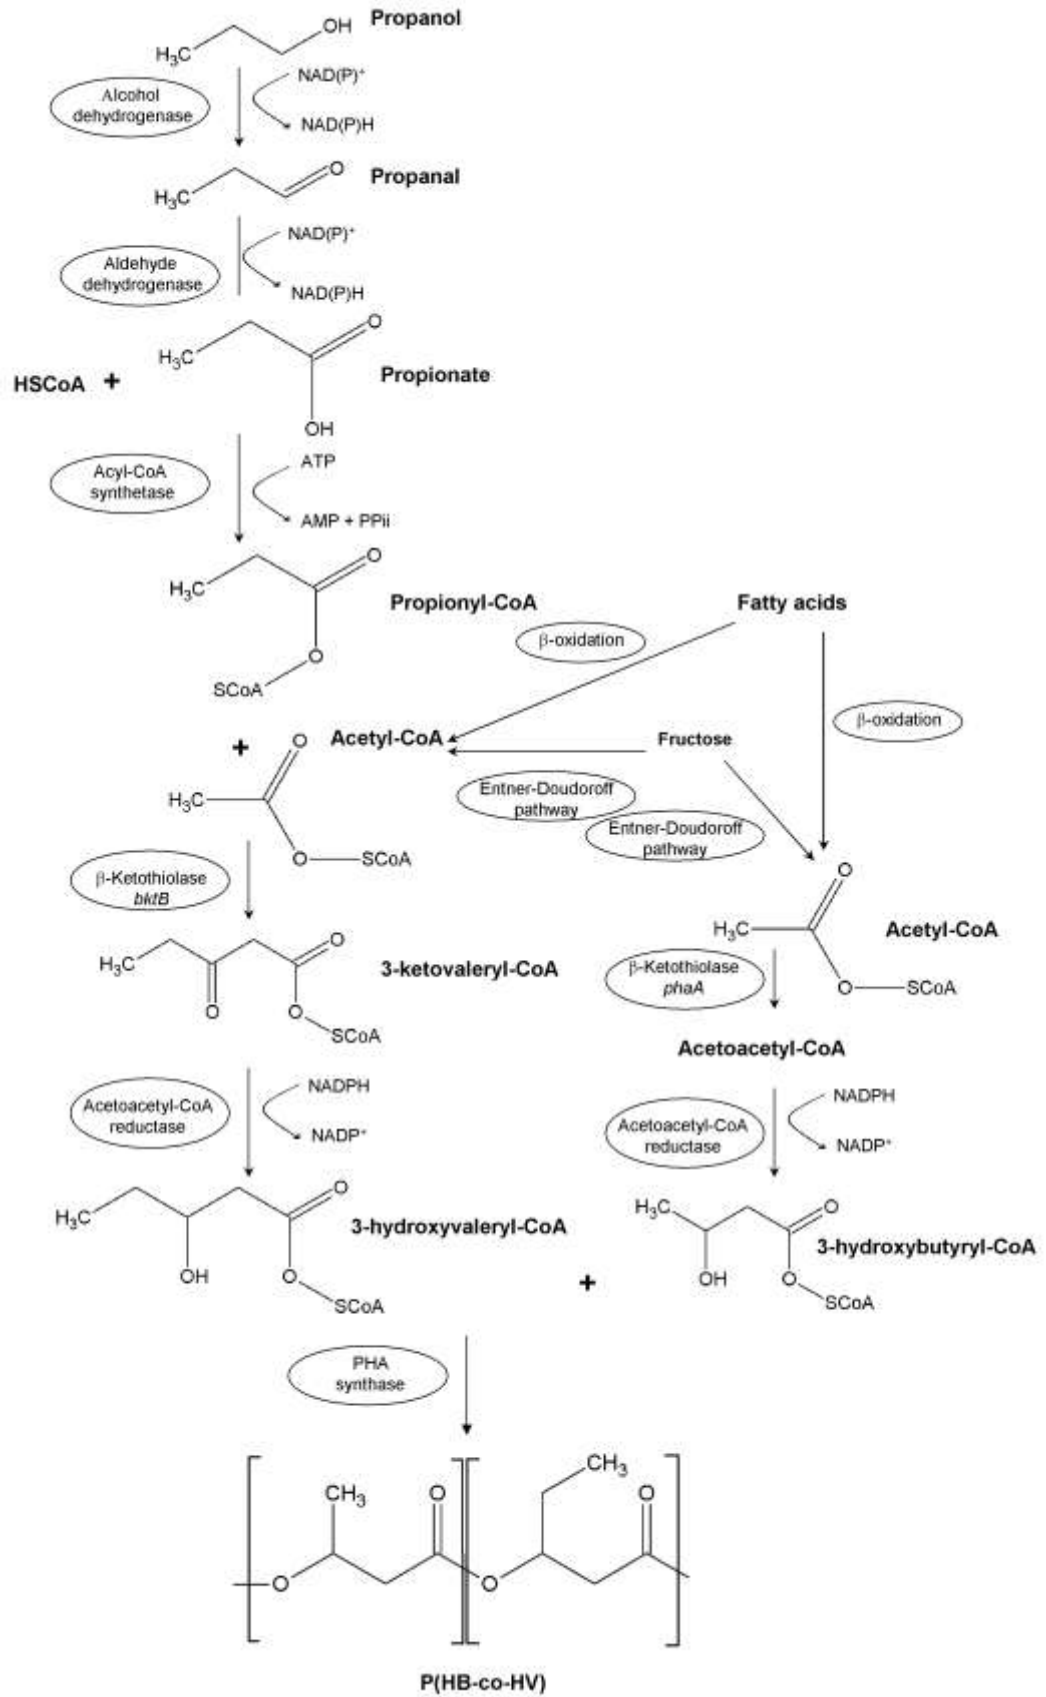 OH
Propanol
H₃C
NAD(P)⁺
Alcohol
dehydrogenase
NAD(P)H
O
Propanal
H₃C
NAD(P)⁺
Aldehyde
dehydrogenase
NAD(P)H
O
H₃C
Propionate
HSCoA +
OH
ATP
Acyl-CoA
synthetase
AMP + PPii
O
H₃C
Propionyl-CoA
Fatty acids
β-oxidation
O
SCoA
β-oxidation
+
O
Acetyl-CoA
Fructose
H₃C
Entner-Doudoroff
pathway
Entner-Doudoroff
pathway
O
SCoA
β-Ketothiolase
bktB
O
H₃C
Acetyl-CoA
O
SCoA
β-Ketothiolase
phaA
O
H₃C
3-ketovaleryl-CoA
O
O
SCoA
Acetoacetyl-CoA
NADPH
Acetoacetyl-CoA
reductase
NADP⁺
NADPH
Acetoacetyl-CoA
reductase
NADP⁺
O
H₃C
3-hydroxyvaleryl-CoA
OH
O
SCoA
+
H₃C
O
3-hydroxybutyryl-CoA
OH
O
SCoA
PHA
synthase
CH₃
O
CH₃
O
O
O
P(HB-co-HV)